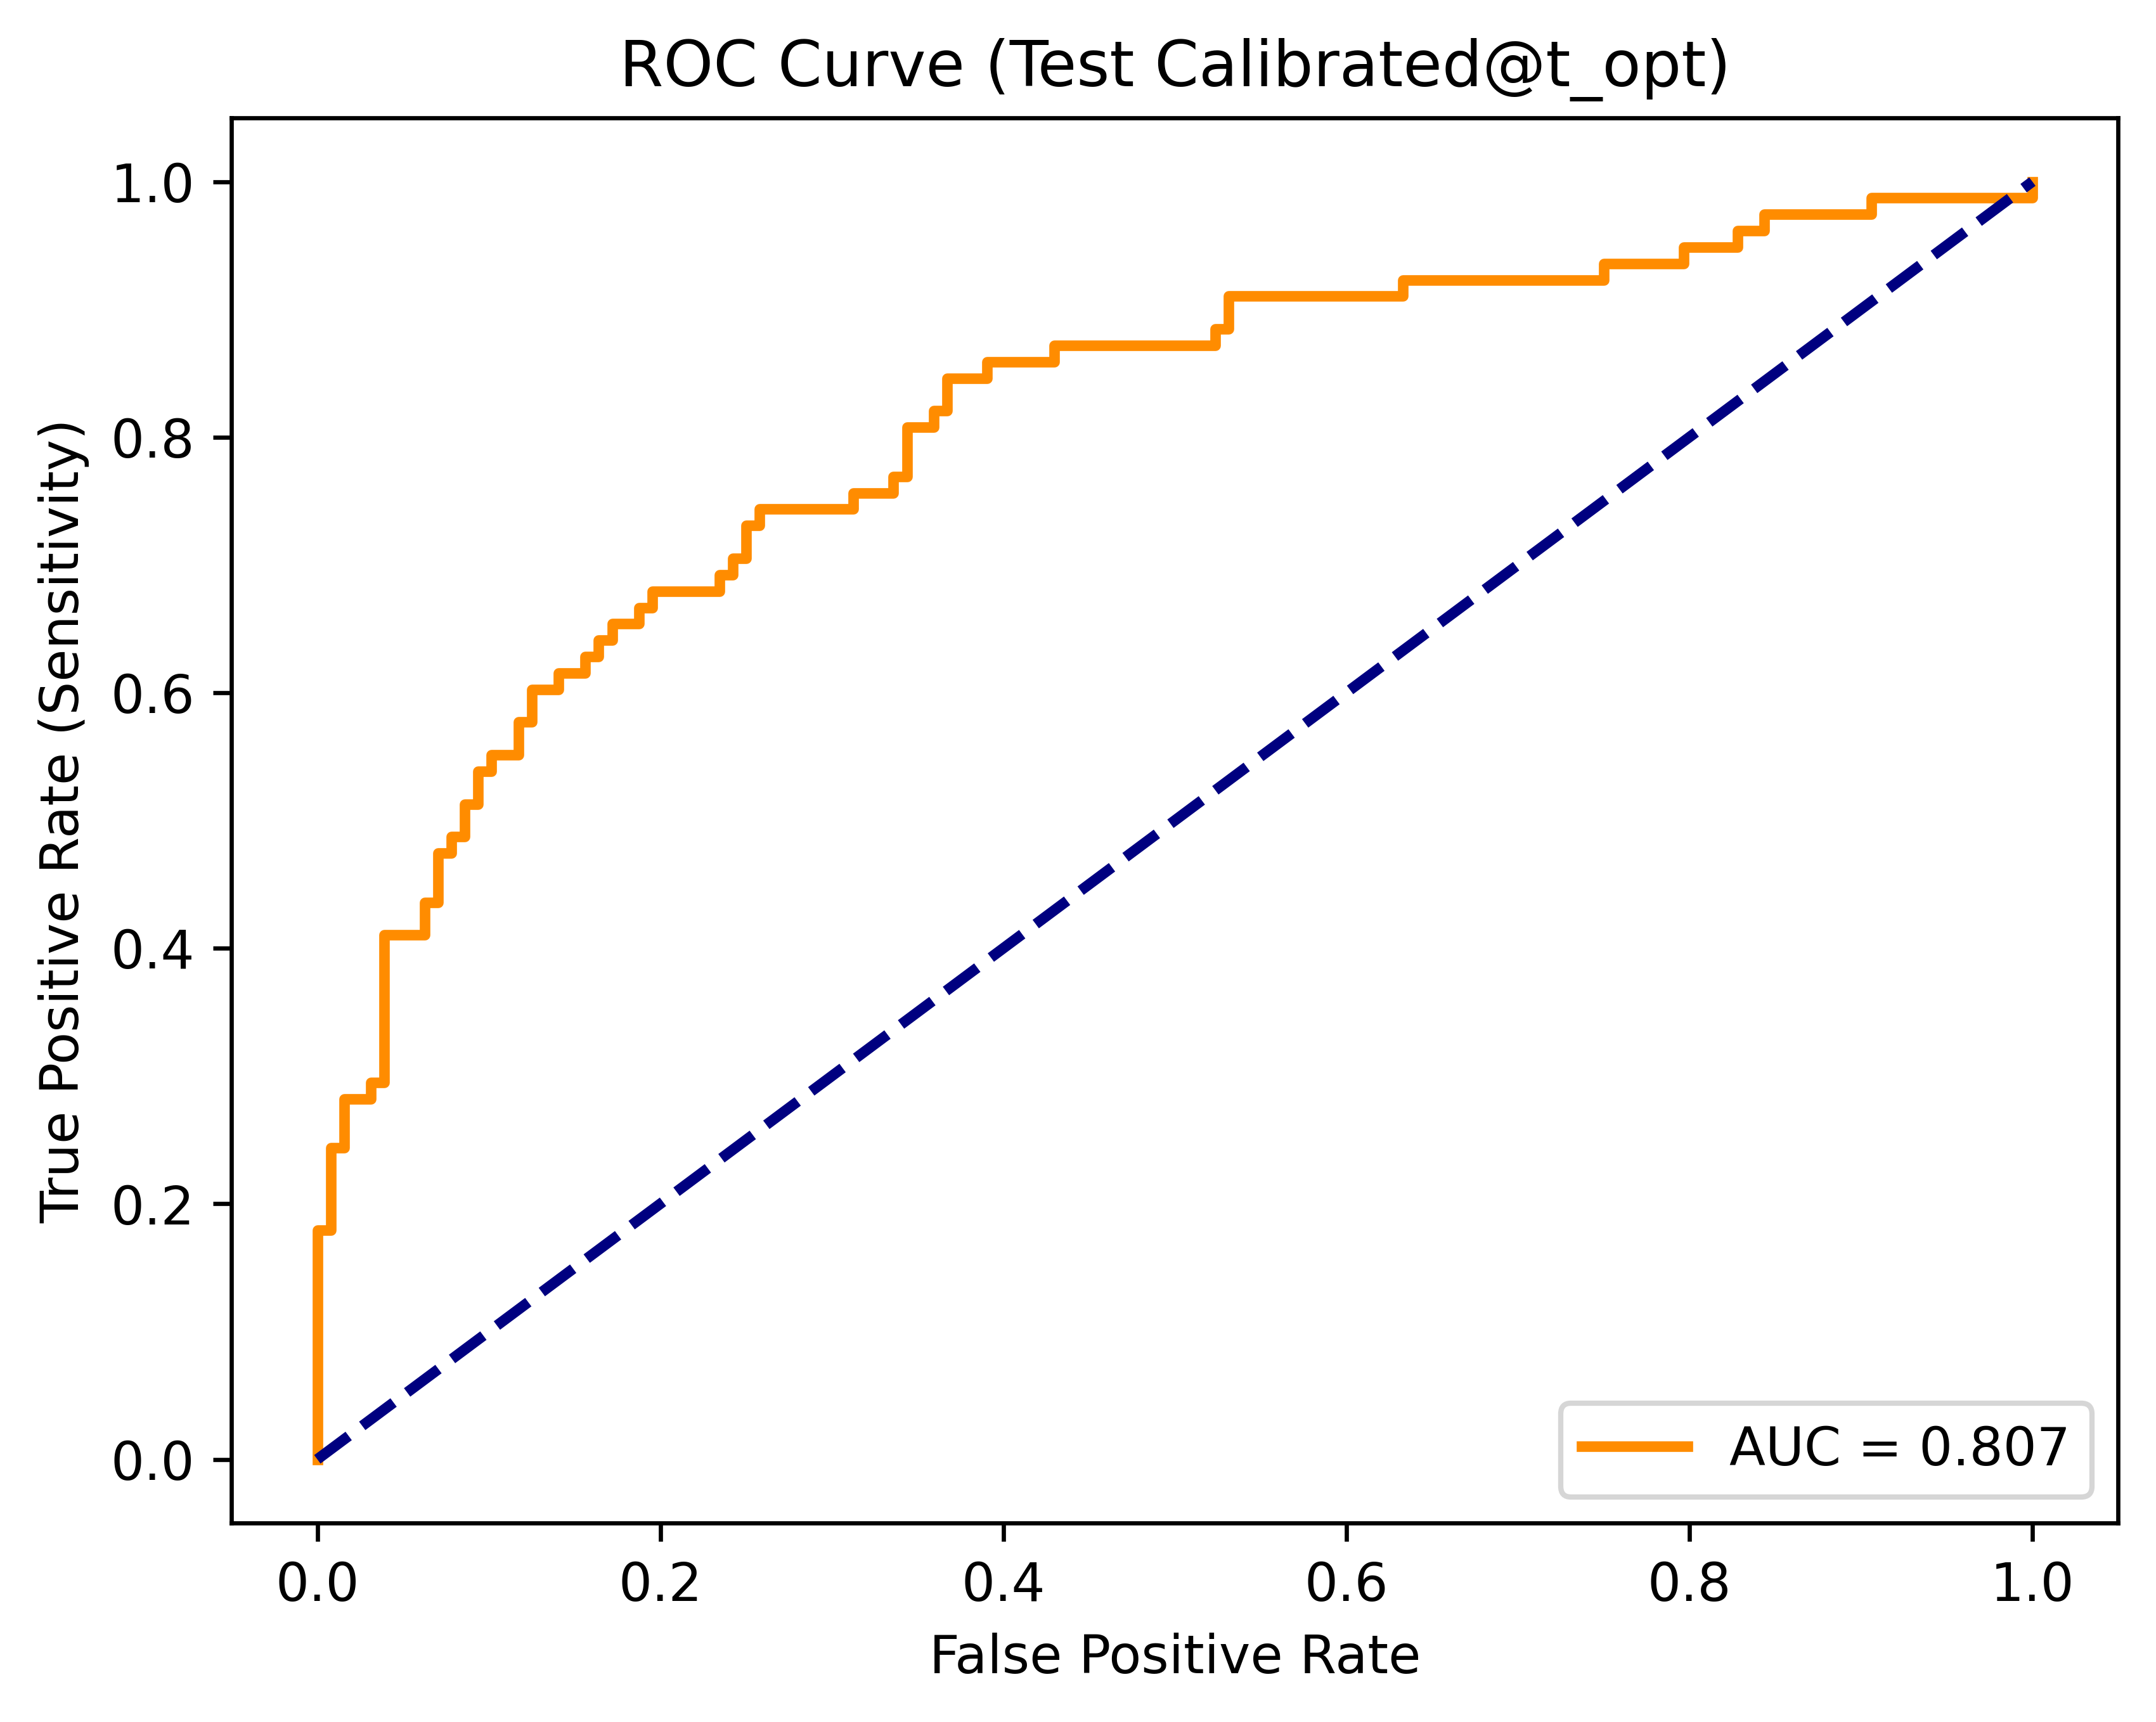 ROC Curve (Test Calibrated@t_opt)
True Positive Rate (Sensitivity)
1.0
0.8
0.6
0.4
0.2
0.0
AUC = 0.807
0.0 0.2 0.4 0.6 0.8 1.0
False Positive Rate